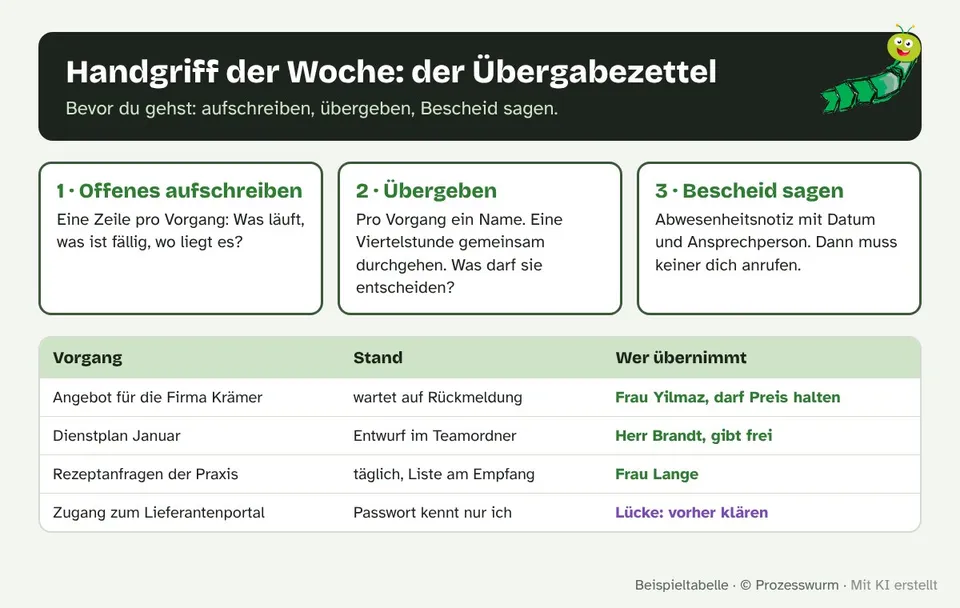 Handgriff der Woche: der Übergabezettel
Bevor du gehst: aufschreiben, übergeben, Bescheid sagen.
1 · Offenes aufschreiben
Eine Zeile pro Vorgang: Was läuft,
was ist fällig, wo liegt es?
2 · Übergeben
Pro Vorgang ein Name. Eine
Viertelstunde gemeinsam
durchgehen. Was darf sie
entscheiden?
3 · Bescheid sagen
Abwesenheitsnotiz mit Datum
und Ansprechperson. Dann muss
keiner dich anrufen.
Vorgang Stand Wer übernimmt
Angebot für die Firma Krämer wartet auf Rückmeldung Frau Yilmaz, darf Preis halten
Dienstplan Januar Entwurf im Teamordner Herr Brandt, gibt frei
Rezeptanfragen der Praxis täglich, Liste am Empfang Frau Lange
Zugang zum Lieferantenportal Passwort kennt nur ich Lücke: vorher klären
Beispieltabelle · © Prozesswurm · Mit KI erstellt